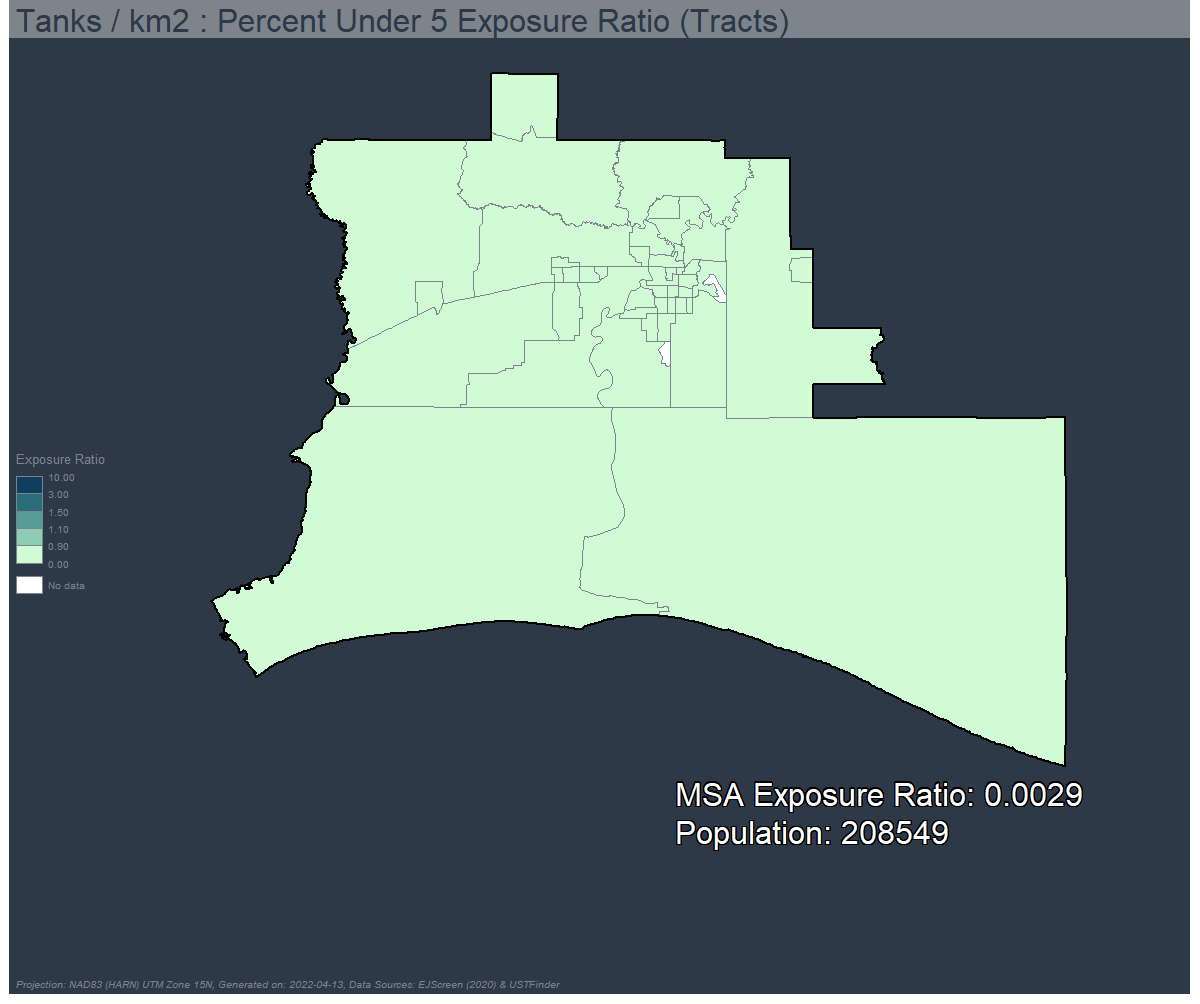 Tanks / km2 : Percent Under 5 Exposure Ratio (Tracts)
Exposure Ratio
10.00
3.00
1.50
1.10
0.90
0.00
No data
MSA Exposure Ratio: 0.0029
Population: 208549
Projection: NAD83 (HARN) UTM Zone 15N, Generated on: 2022-04-13, Data Sources: EJScreen (2020) & USTFinder